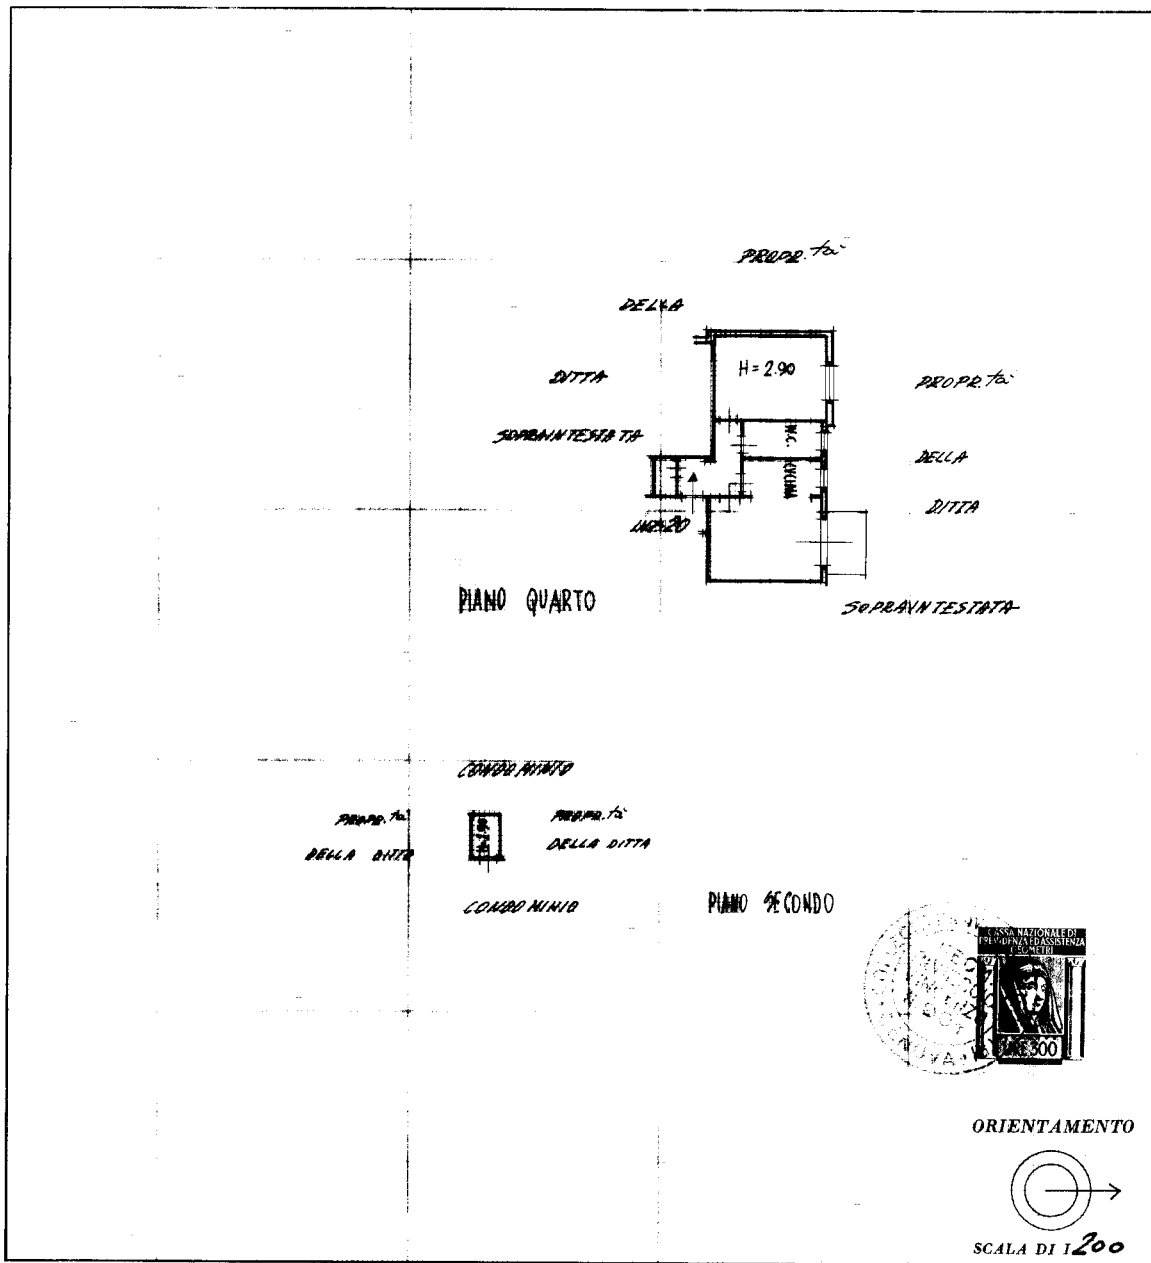 PROPR.tà
DELLA
DITTA
SOPRAINTESTATA
H = 2.90
W.C.
CUCINA
PROPR.tà
DELLA
DITTA
SOPRAINTESTATA
PIANO QUARTO
CONDOMINIO
PROPR.tà
DELLA DITTA
H=2.90
PROPR.tà
DELLA DITTA
CONDOMINIO
PIANO SECONDO
CASSA NAZIONALE DI
PREVIDENZA ED ASSISTENZA
GEOMETRI
LIRE 300
ORIENTAMENTO
SCALA DI 1 200